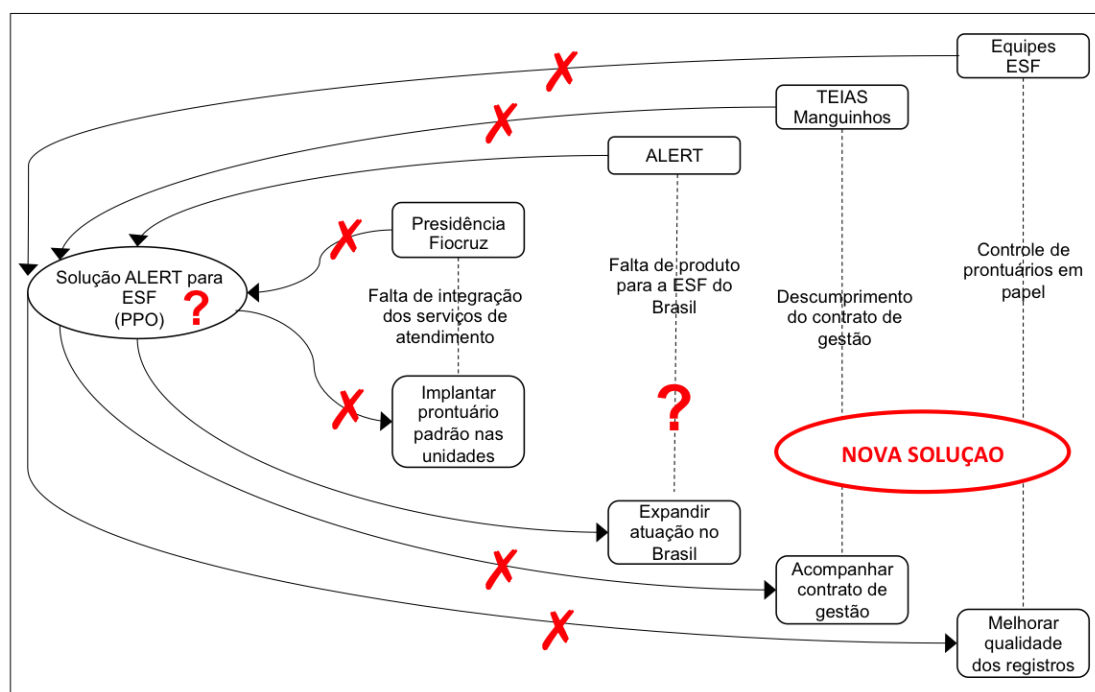 Equipes
ESF
TEIAS
Manguinhos
ALERT
Presidência
Fiocruz
Solução ALERT para
ESF
(PPO)
?
Falta de integração
dos serviços de
atendimento
Falta de produto
para a ESF do
Brasil
Descumprimento
do contrato de
gestão
Controle de
prontuários em
papel
?
Implantar
prontuário
padrão nas
unidades
NOVA SOLUÇAO
Expandir
atuação no
Brasil
Acompanhar
contrato de
gestão
Melhorar
qualidade
dos registros